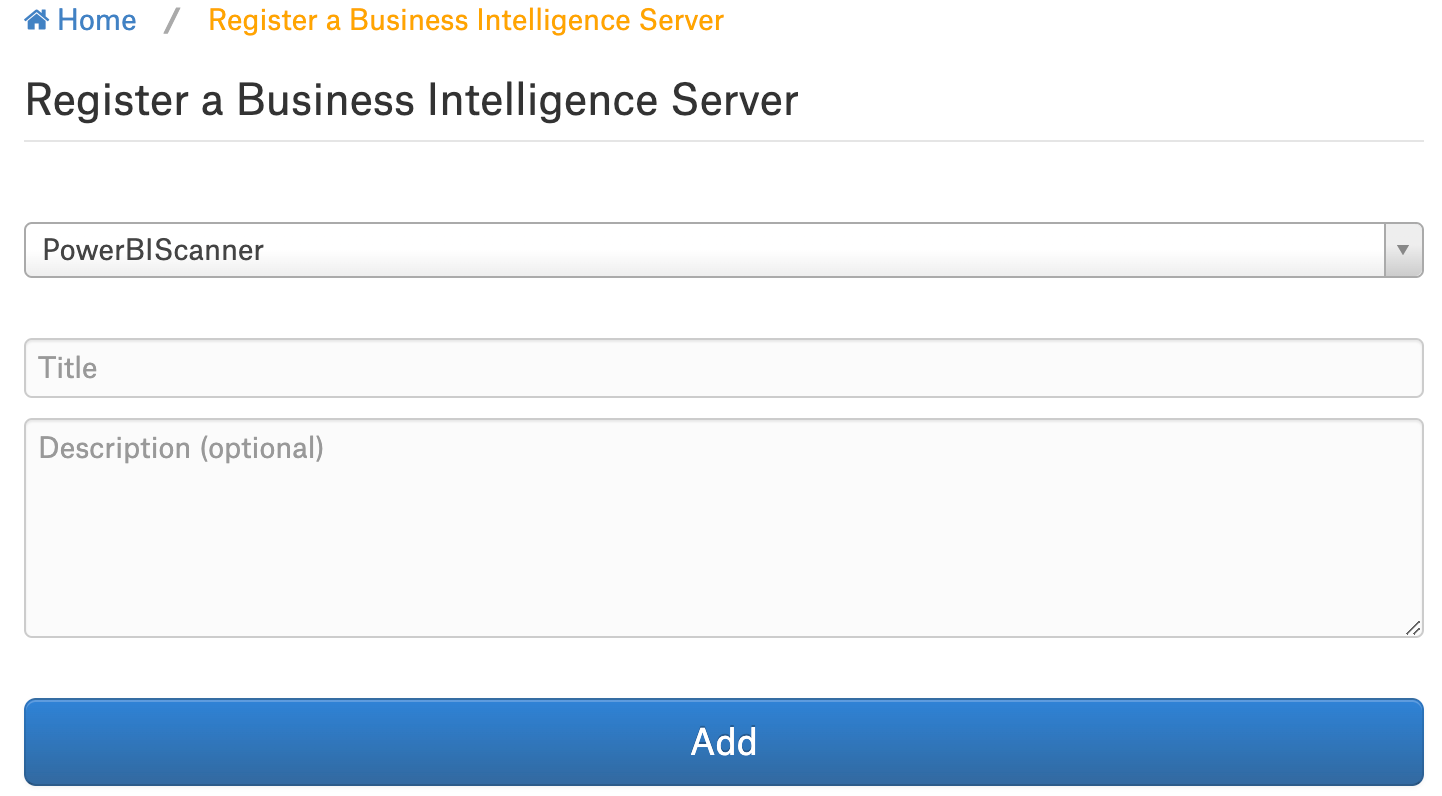 Home / Register a Business Intelligence Server
Register a Business Intelligence Server
PowerBIScanner
Title
Description (optional)
Add